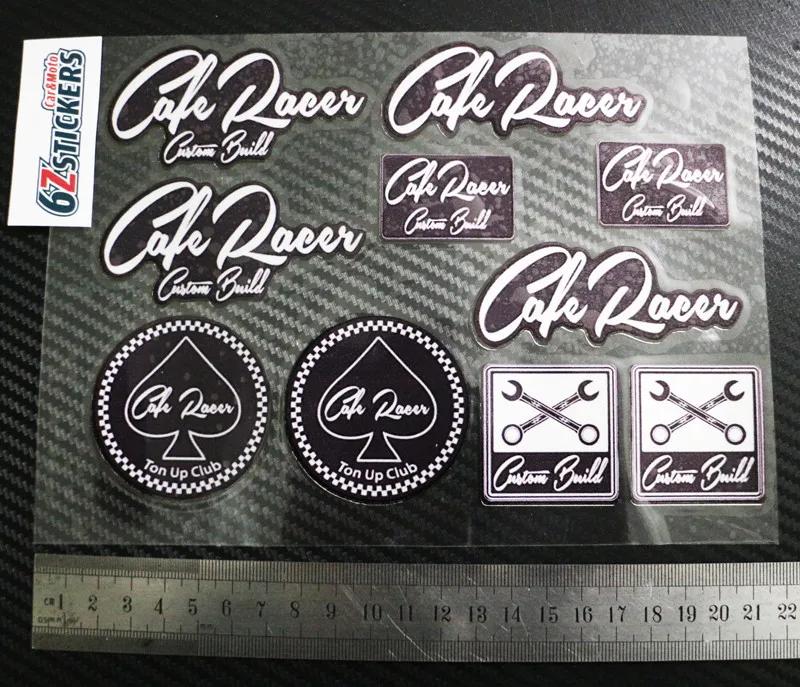 Car&Moto
6ZSTICKERS
Cafe Racer
Custom Build
Cafe Racer
Cafe Racer
Custom Build
Cafe Racer
Custom Build
Cafe Racer
Custom Build
Cafe Racer
Cafe Racer
Ton Up Club
Cafe Racer
Ton Up Club
Custom Build
Custom Build
1 2 3 4 5 6 7 8 9 10 11 12 13 14 15 16 17 18 19 20 21 22